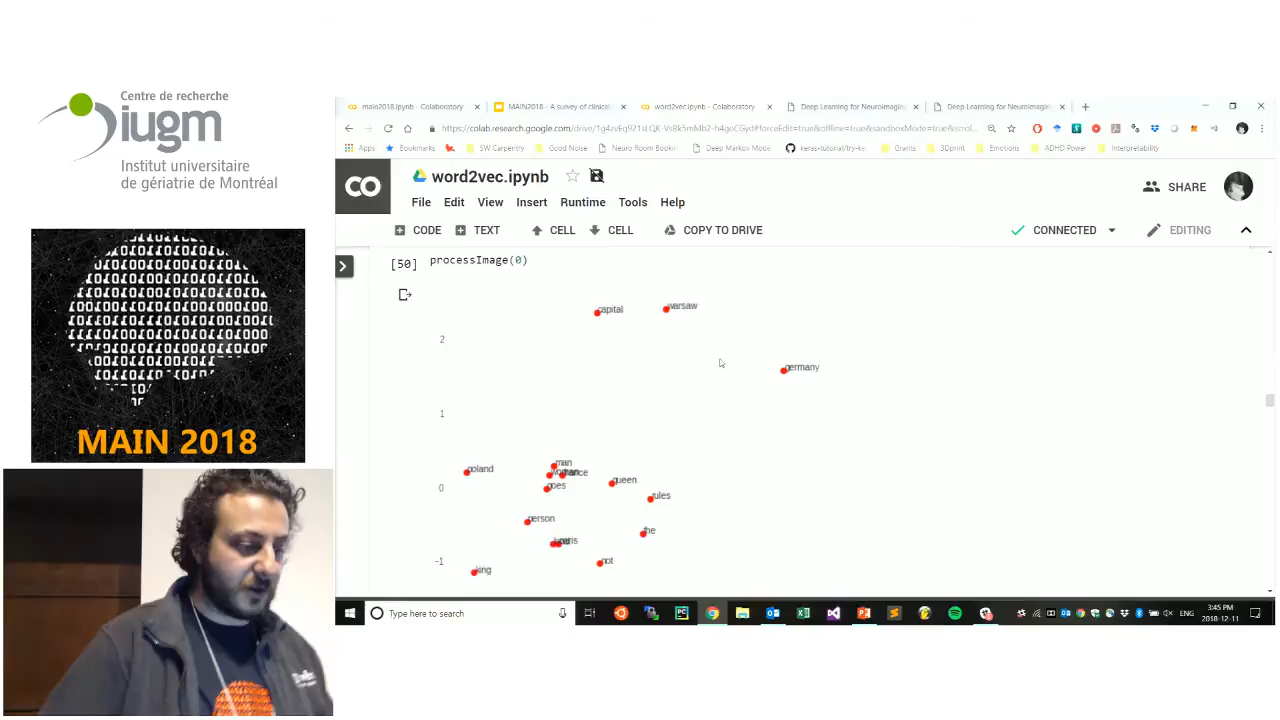 Centre de recherche
iugm
Institut universitaire
de gériatrie de Montréal
MAIN 2018
main2018.ipynb - Colaboratory
MAIN2018 - A survey of clinical
word2vec.ipynb - Colaboratory
Deep Learning for Neuroimagin
Deep Learning for Neuroimagin
Apps
Bookmarks
SW Carpentry
Good Noise
Neuro Room Booki
Deep Markov Mode
keras-tutorial/try-ke
Grants
3Dprint
Emotions
ADHD Power
Interpretability
CO
word2vec.ipynb
SHARE
File Edit View Insert Runtime Tools Help
CODE TEXT CELL CELL COPY TO DRIVE
CONNECTED
EDITING
[50] processImage(0)
capital
warsaw
2
germany
1
man
poland
goes
queen
0
rules
person
the
not
-1
king
Type here to search
ENG
3:45 PM
2018-12-11